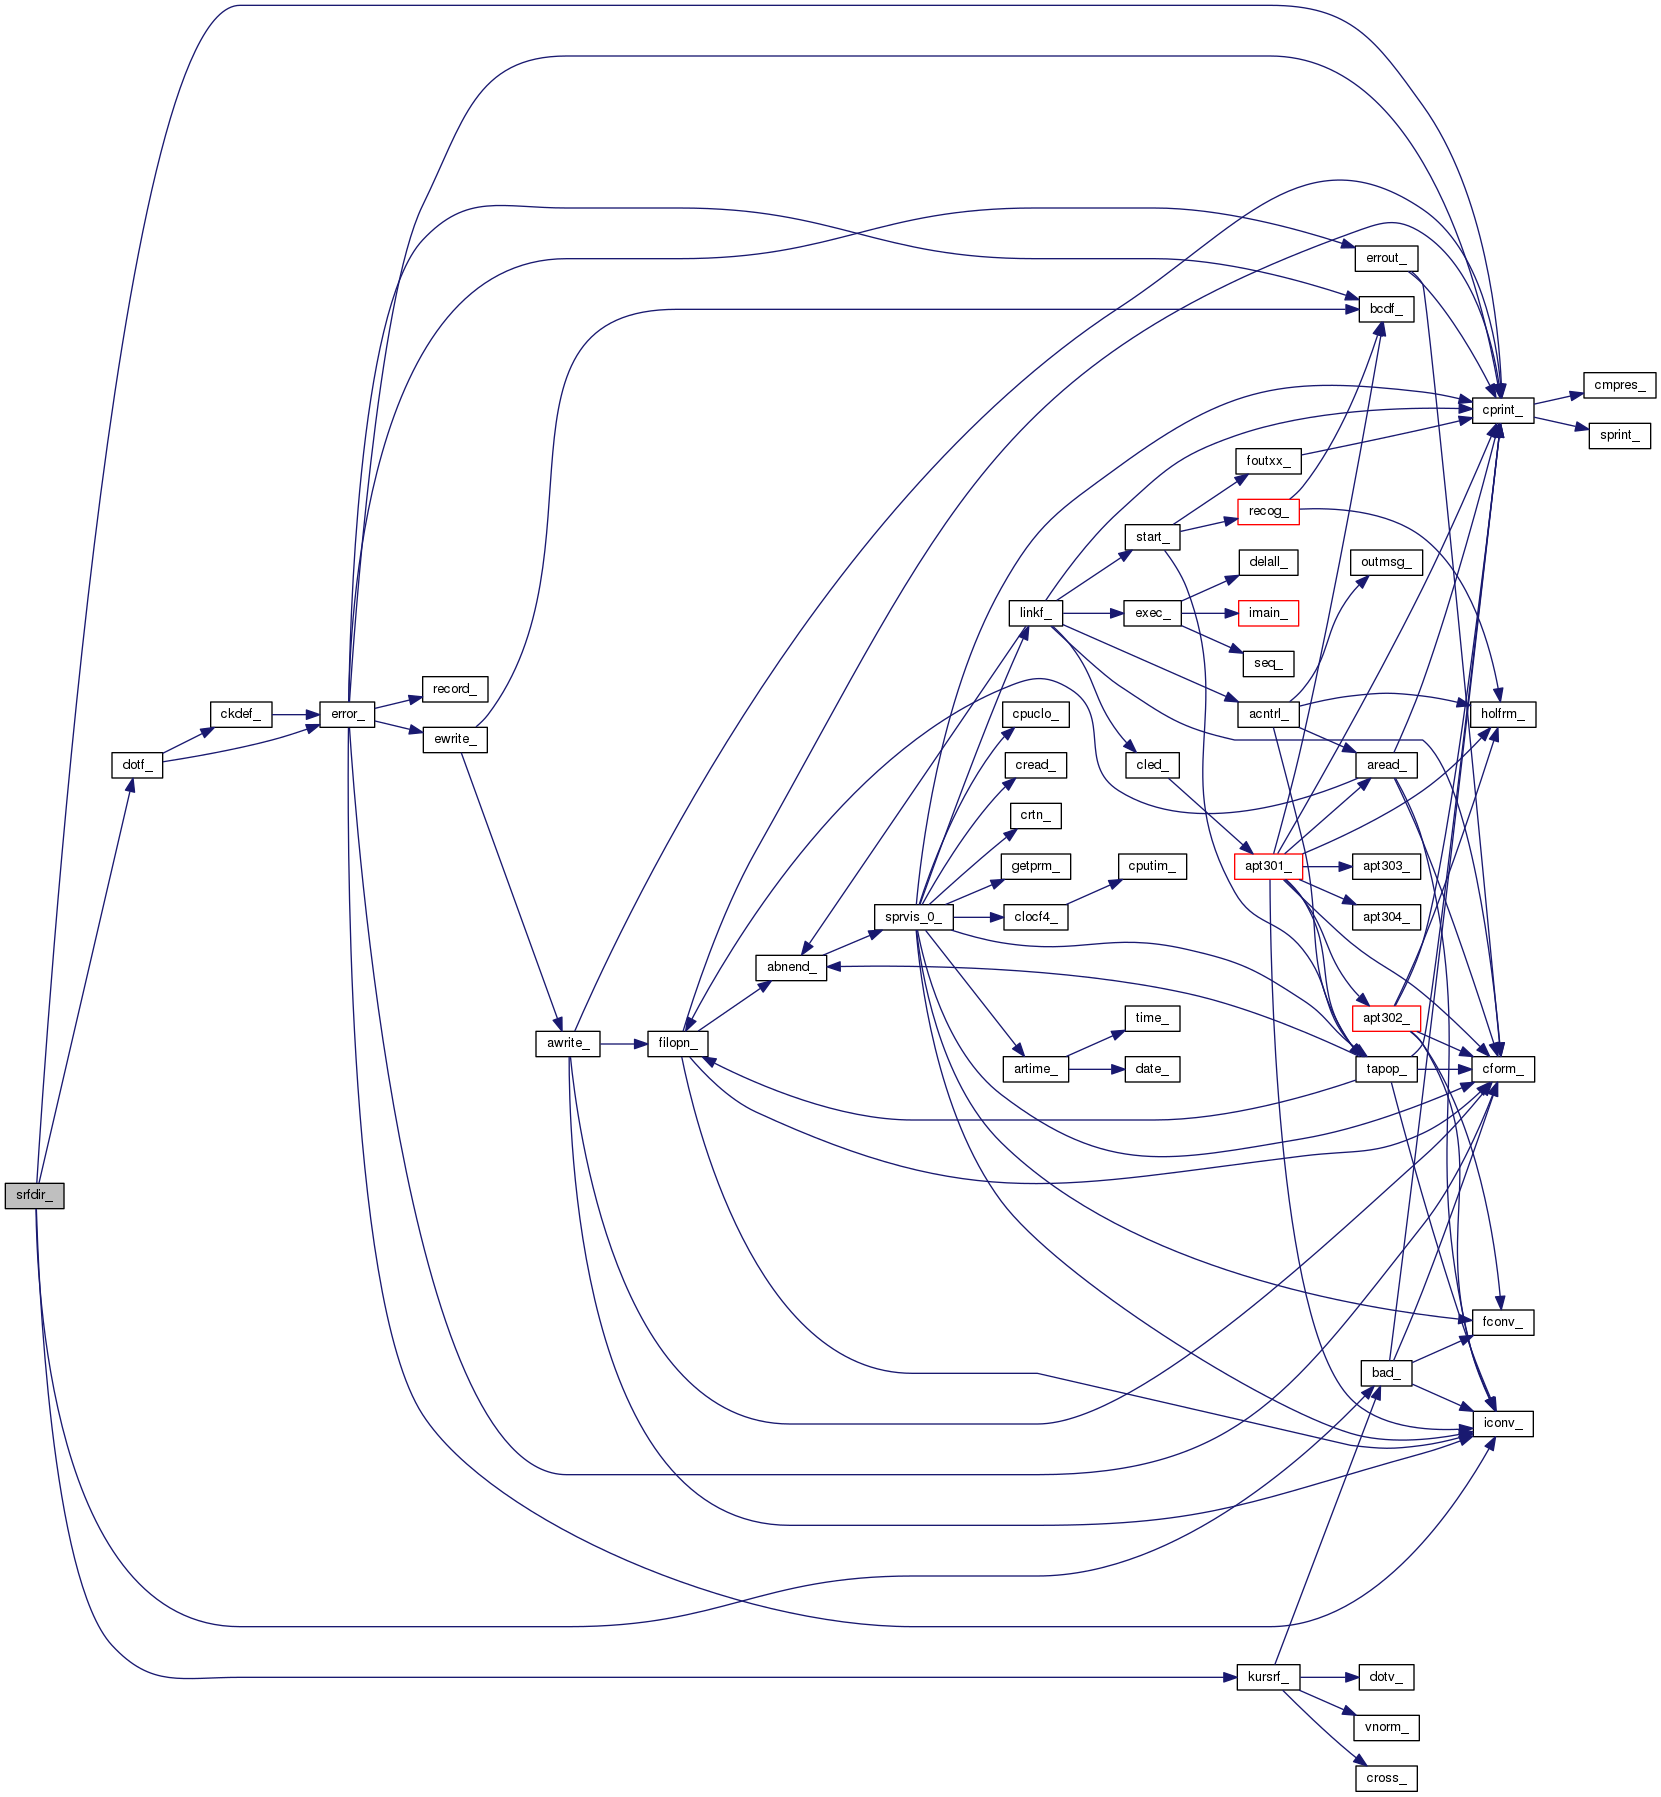 errout_
bcdf_
cmpres_
cprint_
sprint_
foutxx_
recog_
start_
delall_
outmsg_
linkf_
exec_
imain_
seq_
record_
ckdef_
error_
cpuclo_
acntrl_
holfrm_
ewrite_
dotf_
cread_
cled_
aread_
crtn_
getprm_
cputim_
apt301_
apt303_
sprvis_0_
clocf4_
apt304_
abnend_
time_
apt302_
awrite_
filopn_
artime_
date_
tapop_
cform_
srfdir_
fconv_
bad_
iconv_
kursrf_
dotv_
vnorm_
cross_